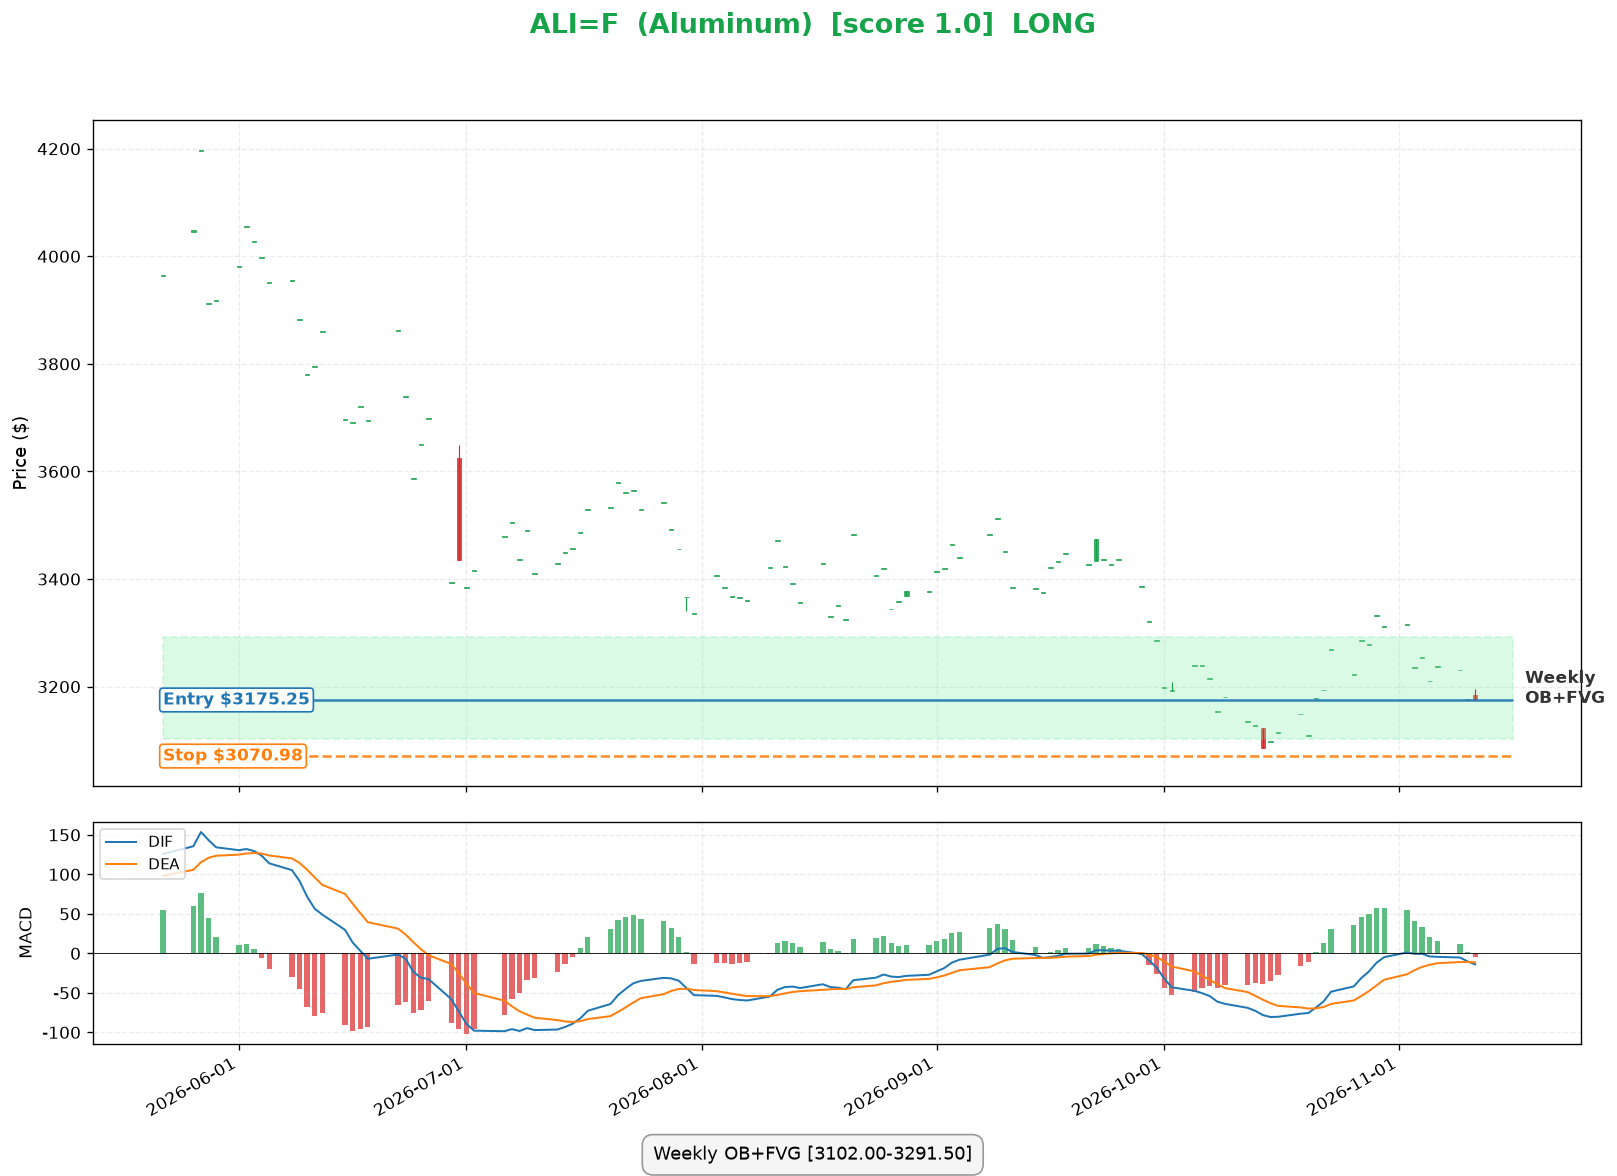 ALI=F  (Aluminum)  [score 1.0]  LONG
Price ($)
4200
4000
3800
3600
3400
3200
Entry $3175.25
Stop $3070.98
Weekly
OB+FVG
MACD
150
100
50
0
-50
-100
DIF
DEA
2026-06-01
2026-07-01
2026-08-01
2026-09-01
2026-10-01
2026-11-01
Weekly OB+FVG [3102.00-3291.50]